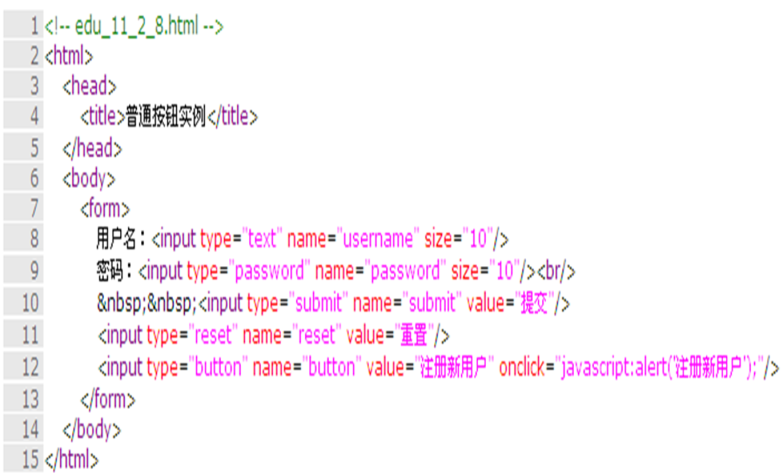 1 <!-- edu_11_2_8.html -->
2 <html>
3 <head>
4 <title>普通按钮实例</title>
5 </head>
6 <body>
7 <form>
8 用户名：<input type="text" name="username" size="10"/>
9 密码：<input type="password" name="password" size="10"/><br/>
10 &nbsp;&nbsp;<input type="submit" name="submit" value="提交"/>
11 <input type="reset" name="reset" value="重置"/>
12 <input type="button" name="button" value="注册新用户" onclick="javascript:alert('注册新用户');"/>
13 </form>
14 </body>
15 </html>